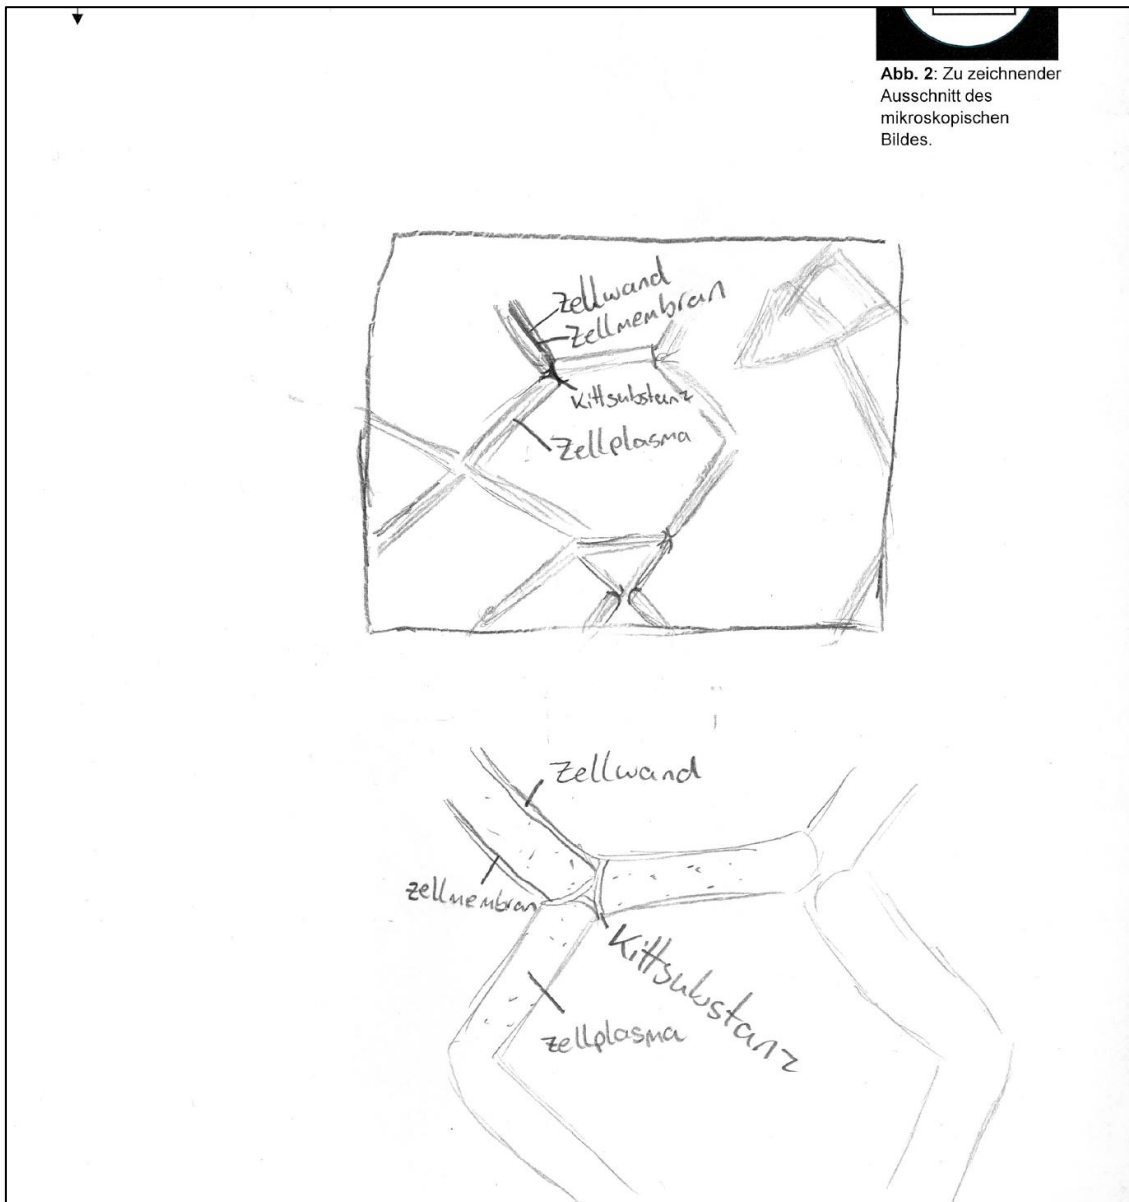 Abb. 2: Zu zeichnender
Ausschnitt des
mikroskopischen
Bildes.
Zellwand
Zellmembran
Kittsubstanz
Zellplasma
Zellwand
Zellmembran
Kittsubstanz
Zellplasma